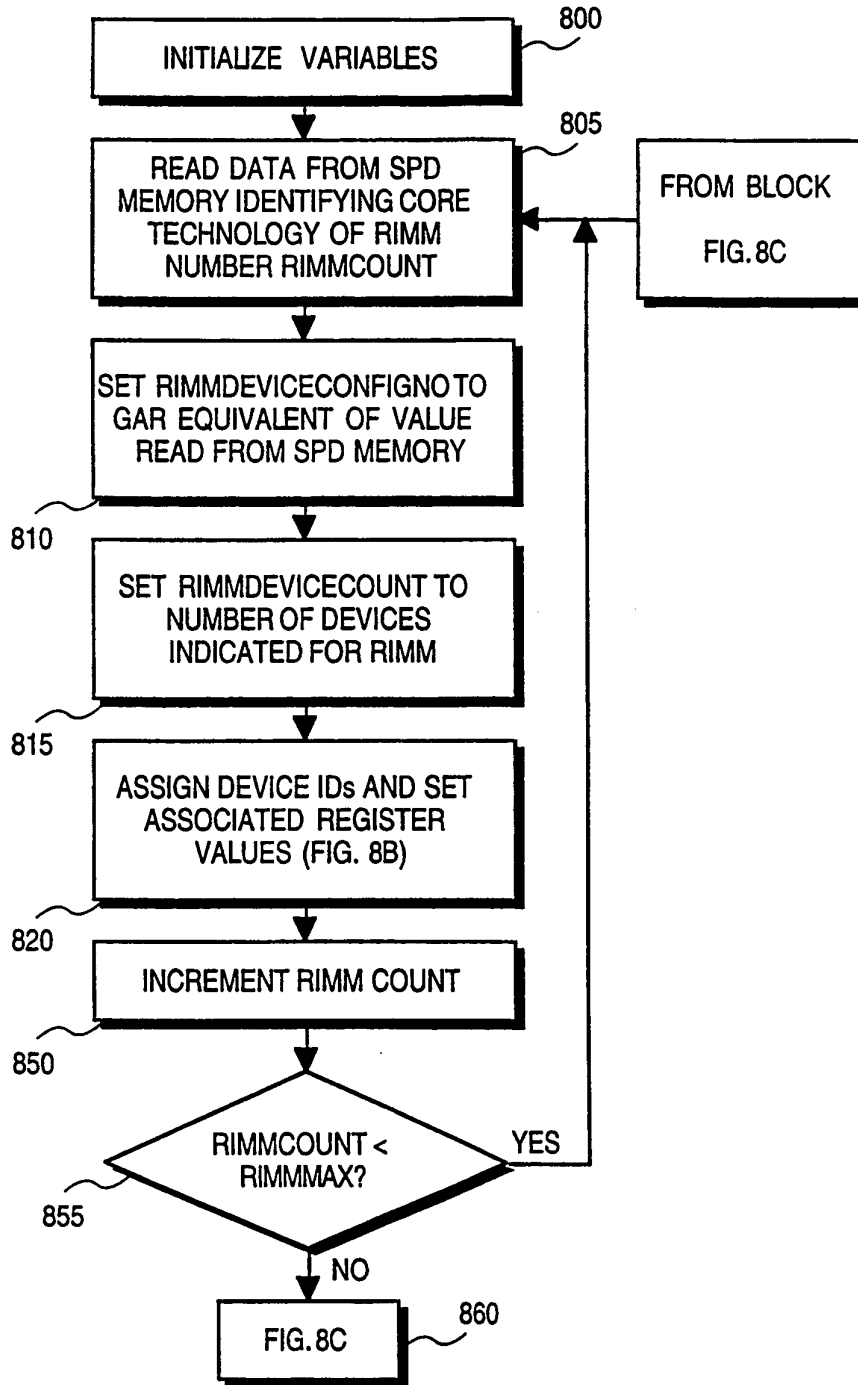 800
INITIALIZE VARIABLES
805
READ DATA FROM SPD
MEMORY IDENTIFYING CORE
TECHNOLOGY OF RIMM
NUMBER RIMMCOUNT
FROM BLOCK
FIG. 8C
SET RIMMDEVICECONFIGNO TO
GAR EQUIVALENT OF VALUE
READ FROM SPD MEMORY
810
SET RIMMDEVICECOUNT TO
NUMBER OF DEVICES
INDICATED FOR RIMM
815
ASSIGN DEVICE IDs AND SET
ASSOCIATED REGISTER
VALUES (FIG. 8B)
820
INCREMENT RIMM COUNT
850
RIMMCOUNT <
RIMMMAX?
YES
855
NO
FIG. 8C
860